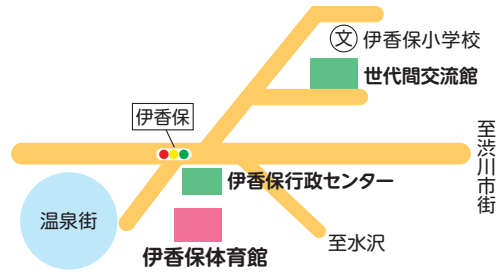 文 伊香保小学校
世代間交流館
伊香保
至渋川市街
伊香保行政センター
温泉街
至水沢
伊香保体育館